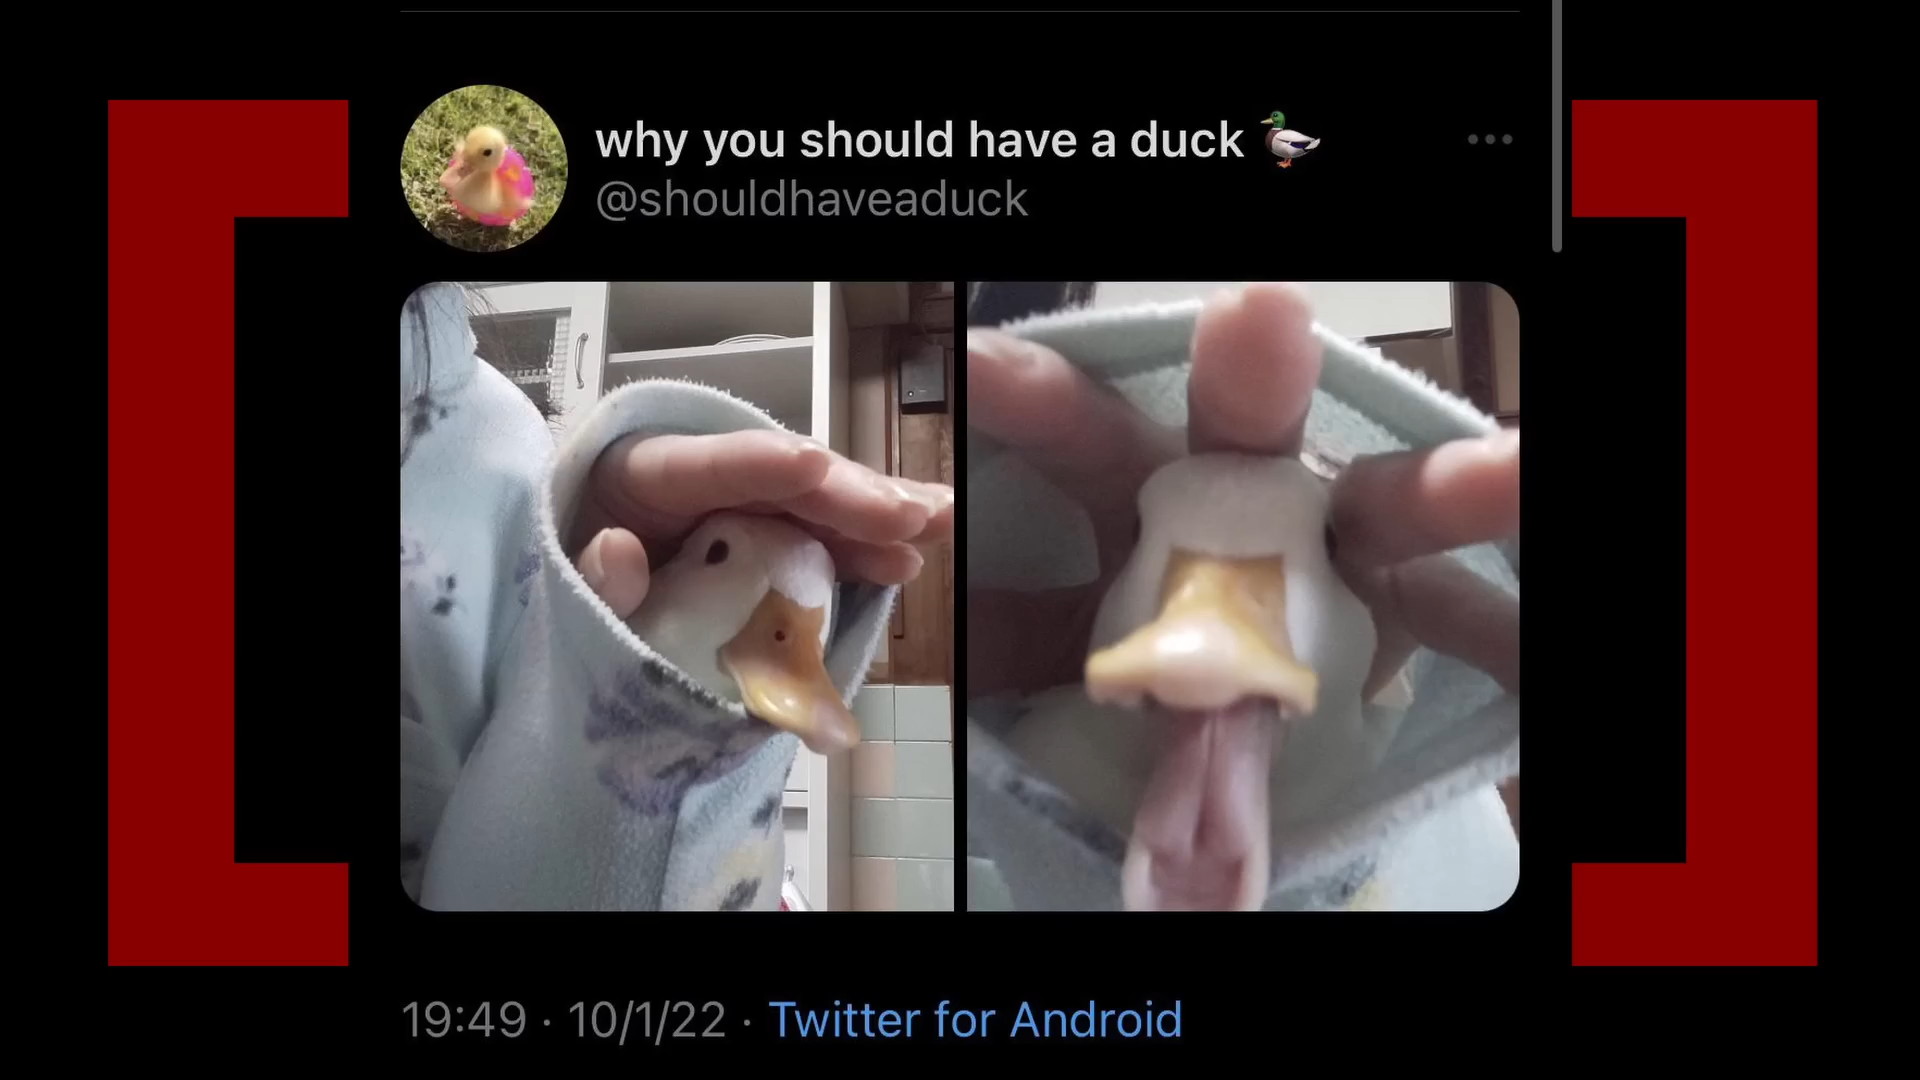 why you should have a duck 🦆
@shouldhaveaduck
19:49 · 10/1/22 · Twitter for Android